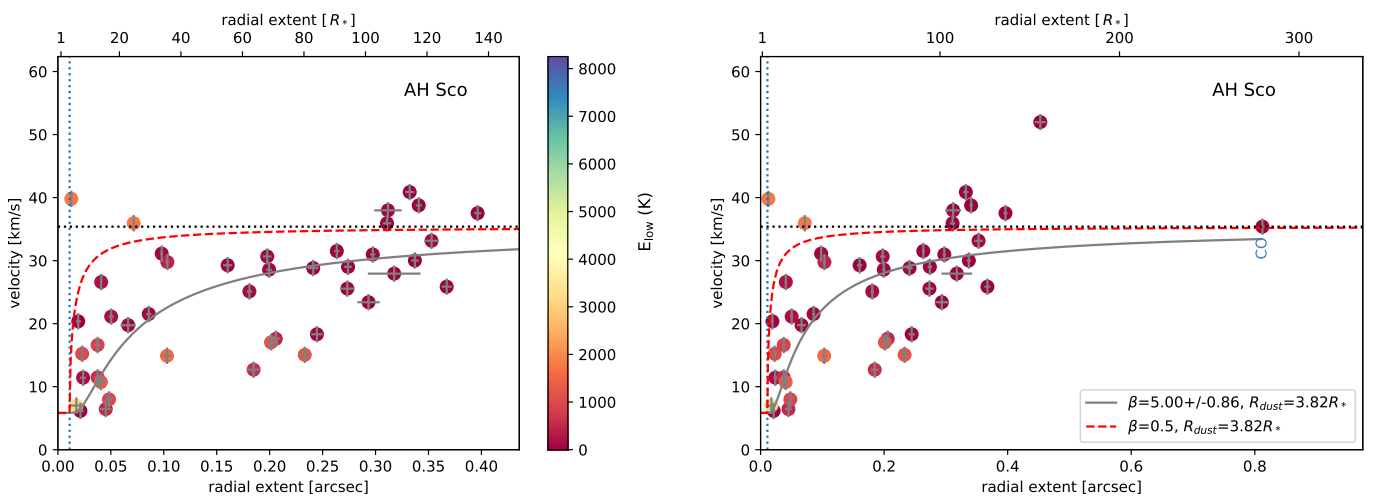 radial extent [ R* ]
1 20 40 60 80 100 120 140
60
50
40
30
20
10
0
velocity [km/s]
AH Sco
0.00 0.05 0.10 0.15 0.20 0.25 0.30 0.35 0.40
radial extent [arcsec]
8000
7000
6000
5000
4000
3000
2000
1000
0
E_low (K)
radial extent [ R* ]
1 100 200 300
60
50
40
30
20
10
0
velocity [km/s]
AH Sco
CO
β=5.00+/-0.86, R_dust=3.82R*
β=0.5, R_dust=3.82R*
0.0 0.2 0.4 0.6 0.8
radial extent [arcsec]